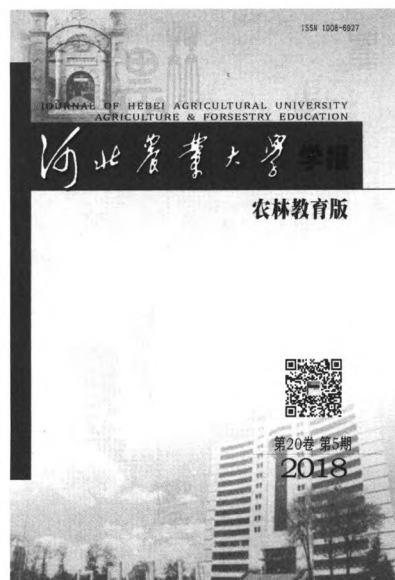 ISSN 1008-6927
JOURNAE OF HEBEI AGRICULTURAL UNIVERSITY
AGRICULTURE & FORSESTRY EDUCATION
河北农业大学 学报
农林教育版
第20卷 第5期
2018